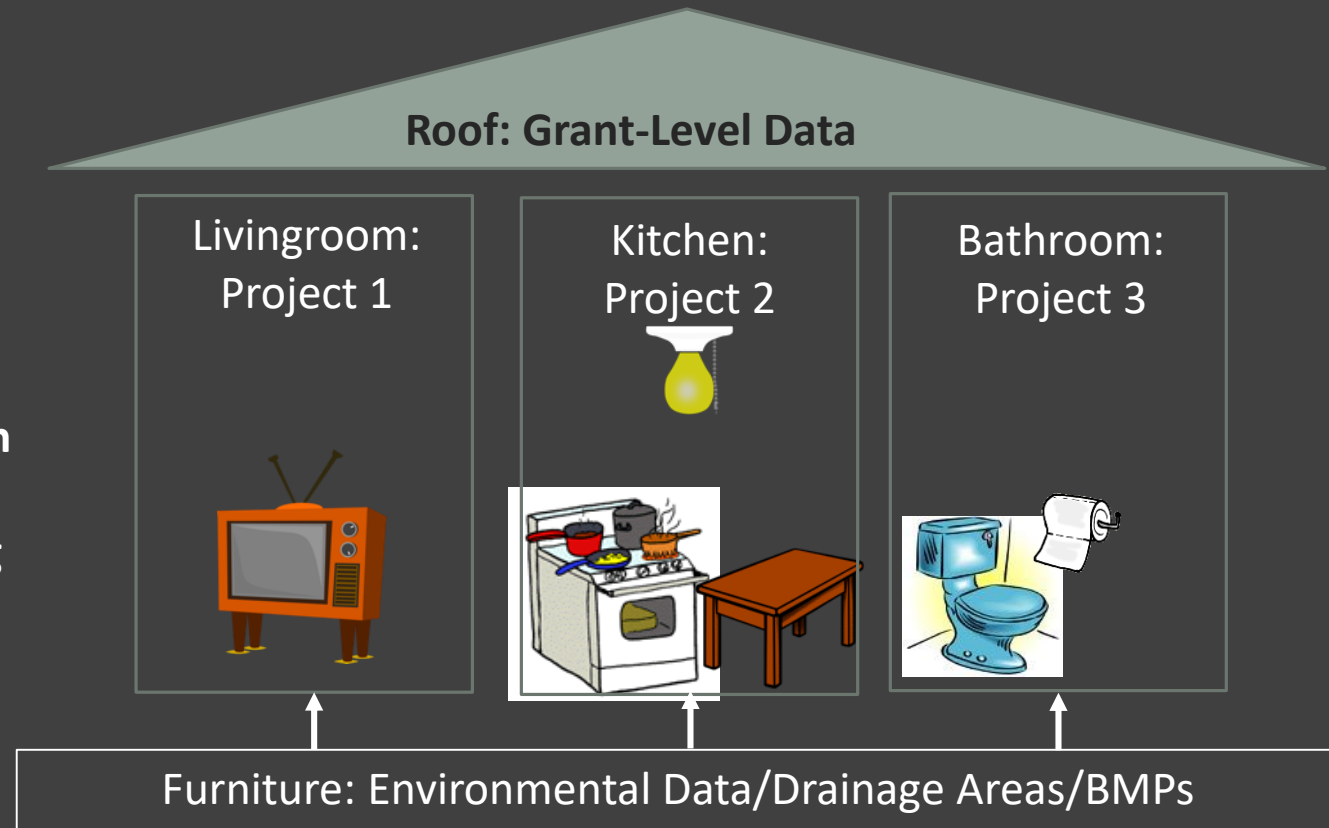 Roof: Grant-Level Data
Livingroom:
Project 1
Kitchen:
Project 2
Bathroom:
Project 3
Furniture: Environmental Data/Drainage Areas/BMPs